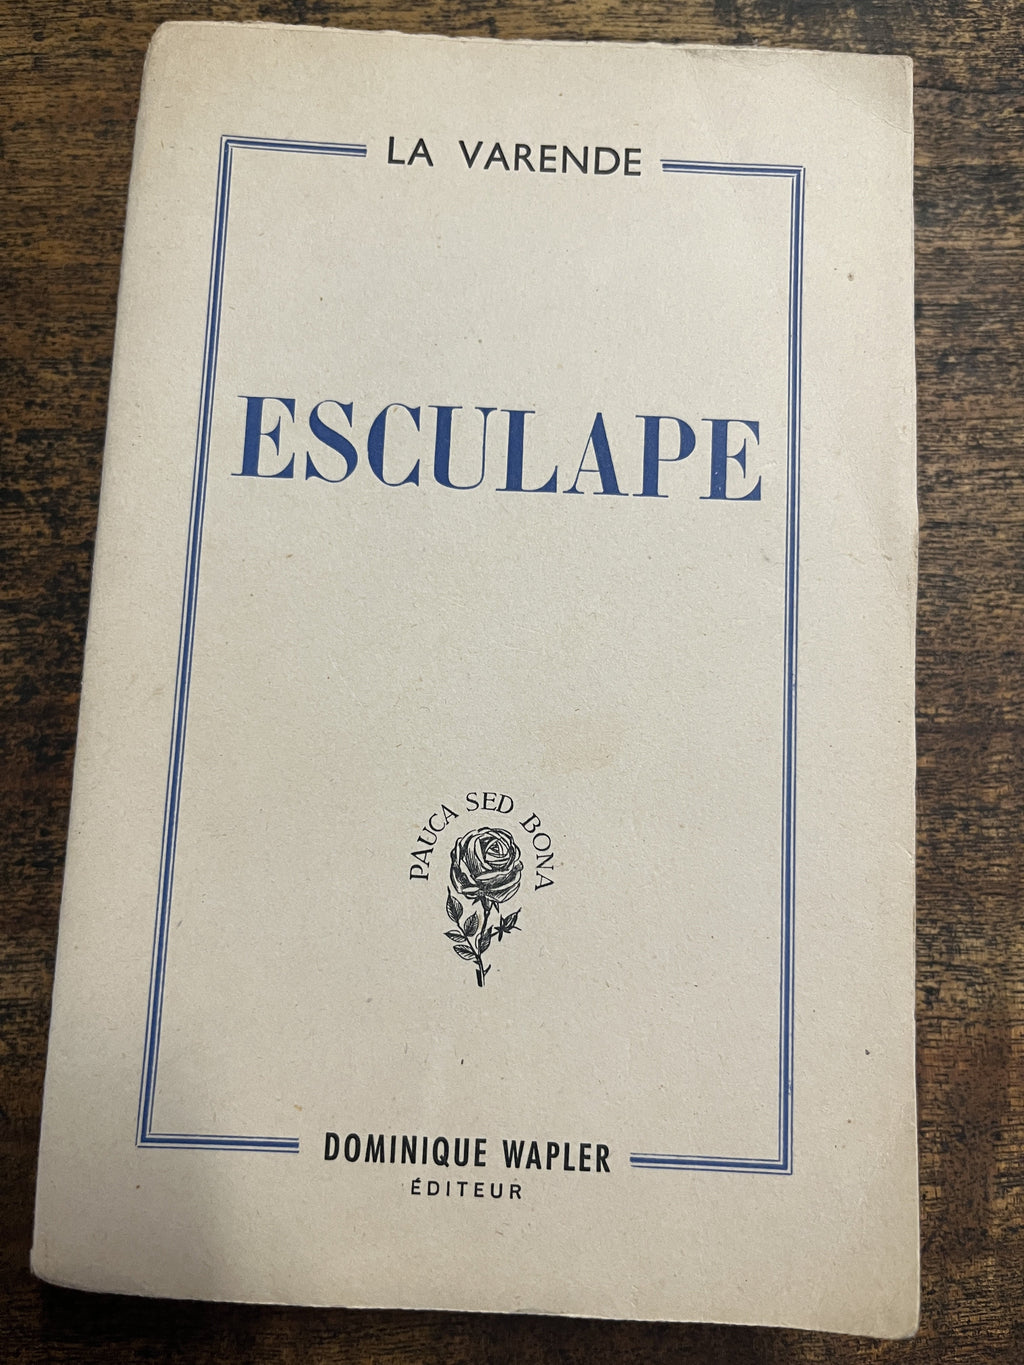 LA VARENDE
ESCULAPE
PAUCA SED BONA
DOMINIQUE WAPLER
ÉDITEUR